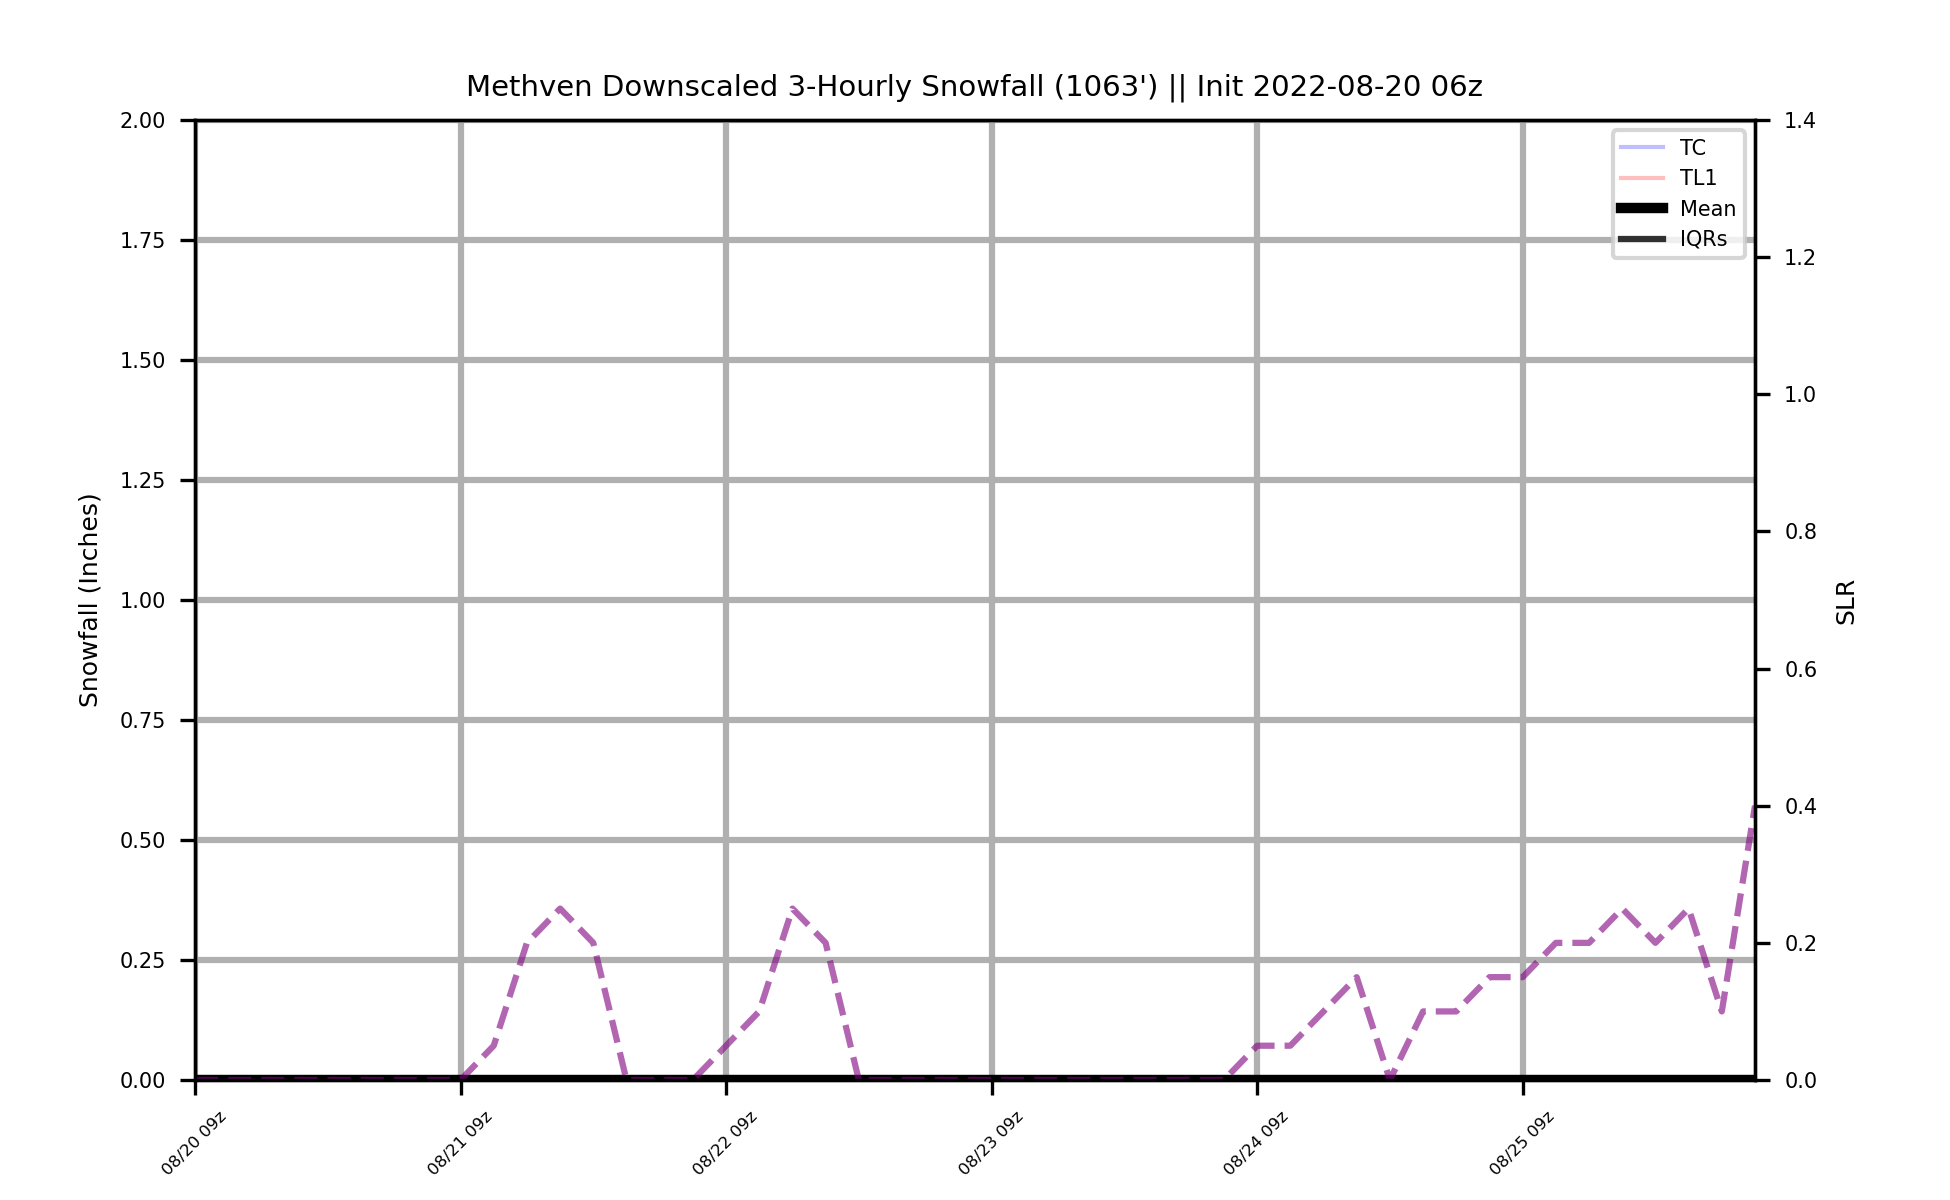 Methven Downscaled 3-Hourly Snowfall (1063') || Init 2022-08-20 06z
2.00
1.75
1.50
1.25
1.00
0.75
0.50
0.25
0.00
Snowfall (Inches)
1.4
1.2
1.0
0.8
0.6
0.4
0.2
0.0
SLR
TC
TL1
Mean
IQRs
08/20 09z
08/21 09z
08/22 09z
08/23 09z
08/24 09z
08/25 09z